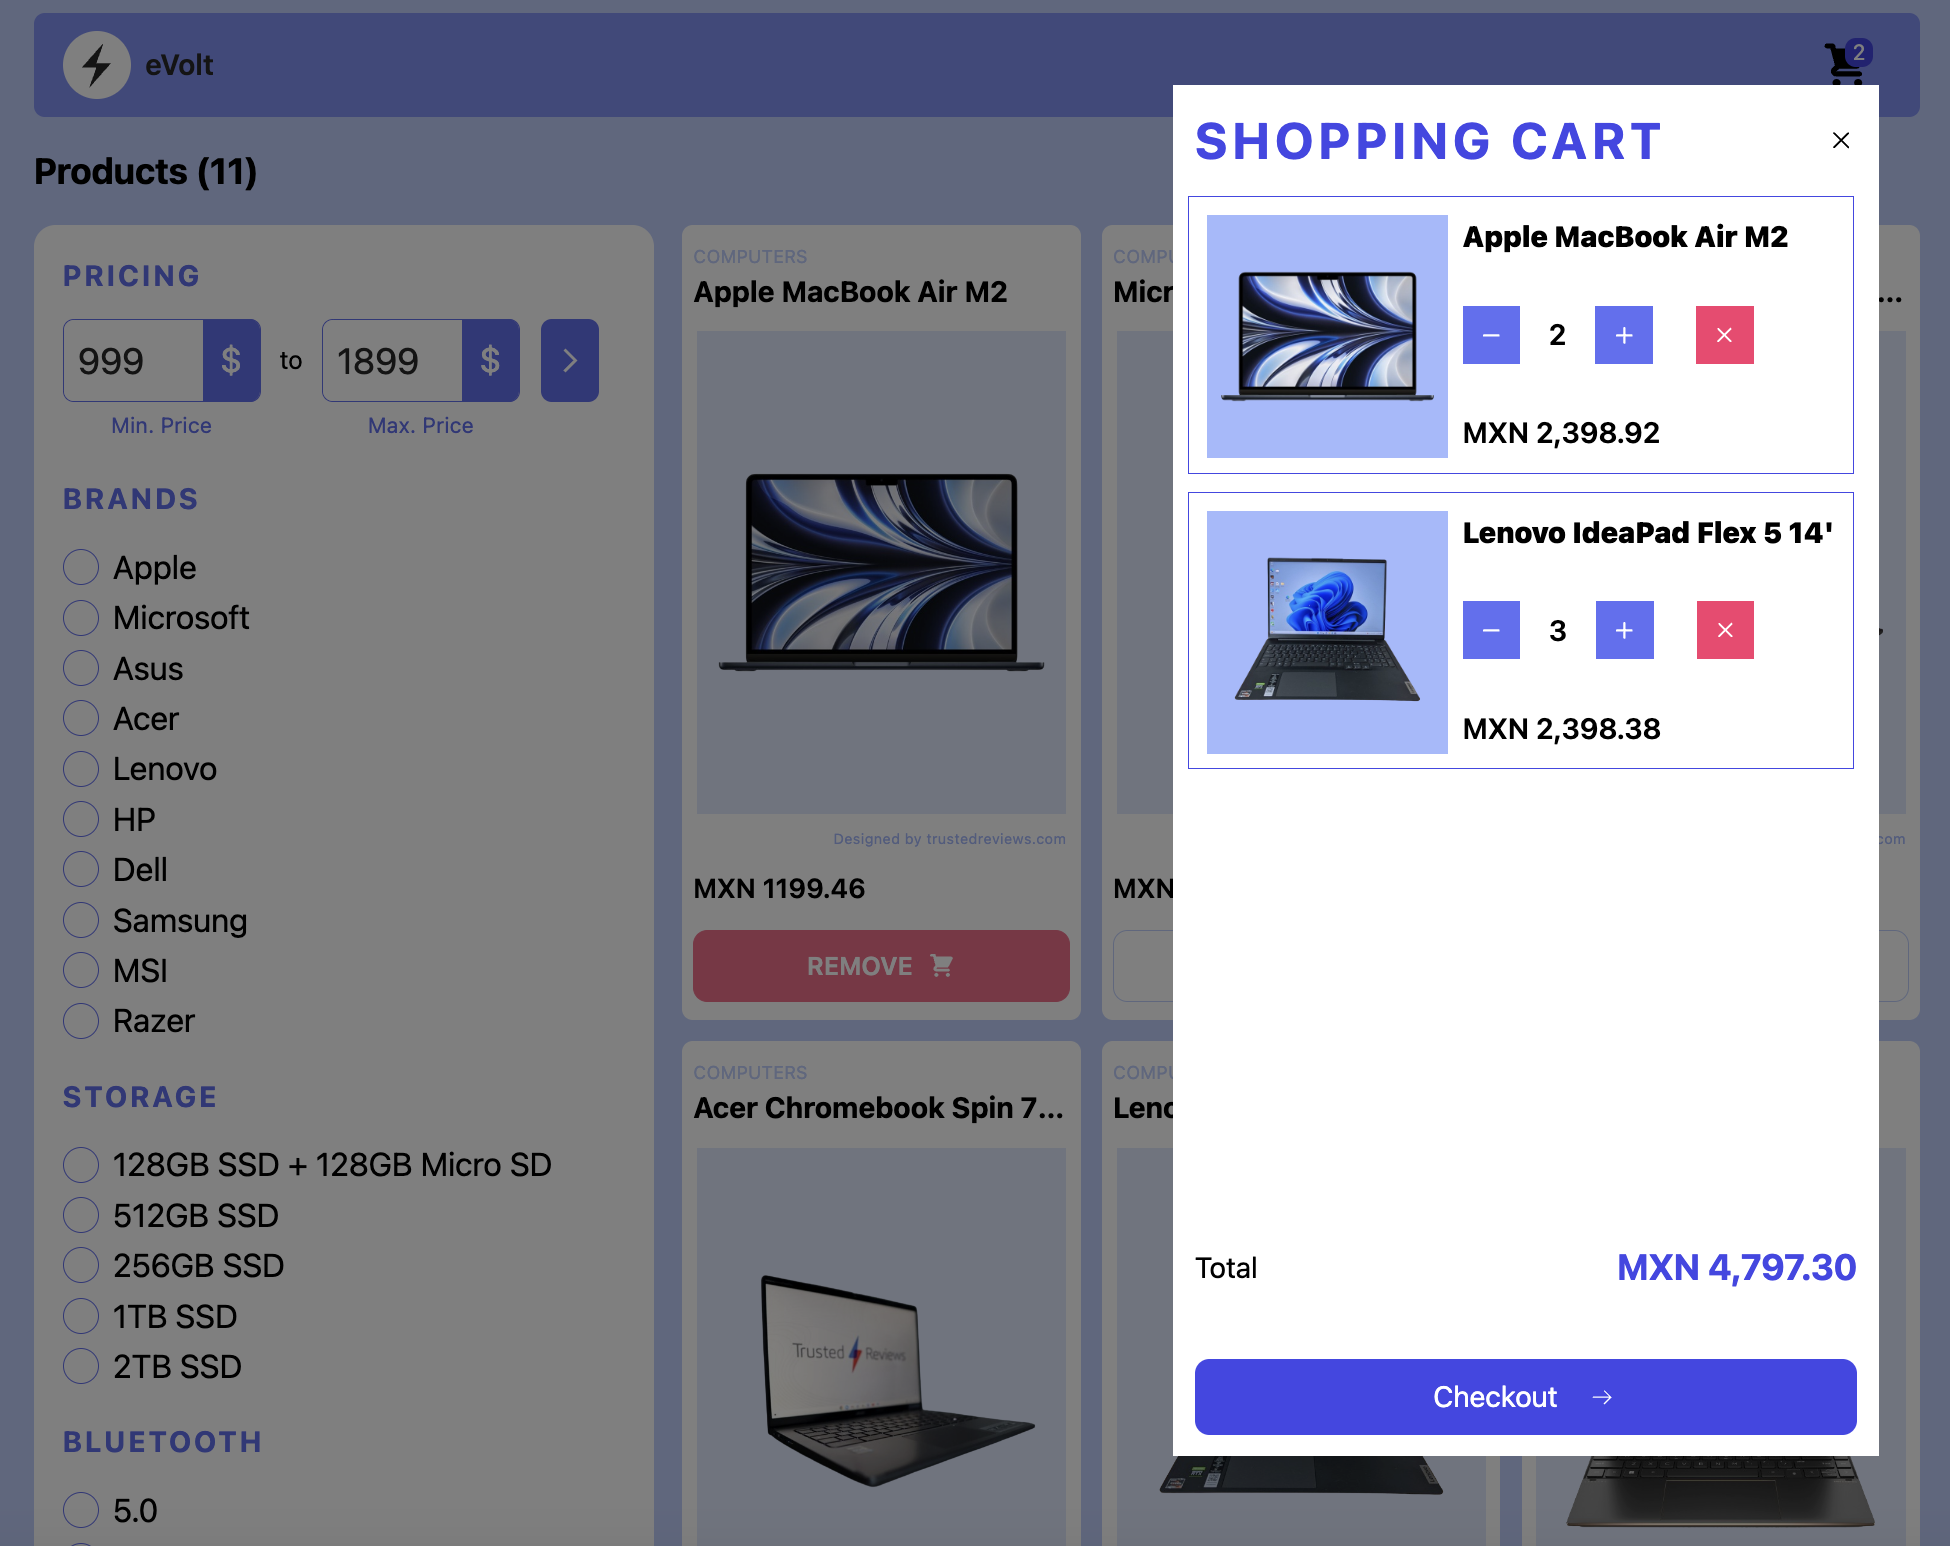 eVolt
2
Products (11)
PRICING
999 $ to 1899 $
Min. Price Max. Price
BRANDS
Apple
Microsoft
Asus
Acer
Lenovo
HP
Dell
Samsung
MSI
Razer
STORAGE
128GB SSD + 128GB Micro SD
512GB SSD
256GB SSD
1TB SSD
2TB SSD
BLUETOOTH
5.0
COMPUTERS
Apple MacBook Air M2
Designed by trustedreviews.com
MXN 1199.46
REMOVE
COMPU
Micr
...
com
MXN
COMPUTERS
Acer Chromebook Spin 7...
Trusted Reviews
COMPU
Leno
SHOPPING CART
Apple MacBook Air M2
− 2 + ×
MXN 2,398.92
Lenovo IdeaPad Flex 5 14'
− 3 + ×
MXN 2,398.38
Total MXN 4,797.30
Checkout →